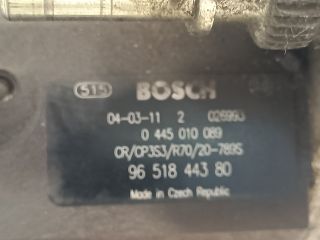 515 BOSCH
04-03-11 2 026993
0 445 010 089
CR/CP3S3/R70/20-789S
96 518 443 80
Made in Czech Republic